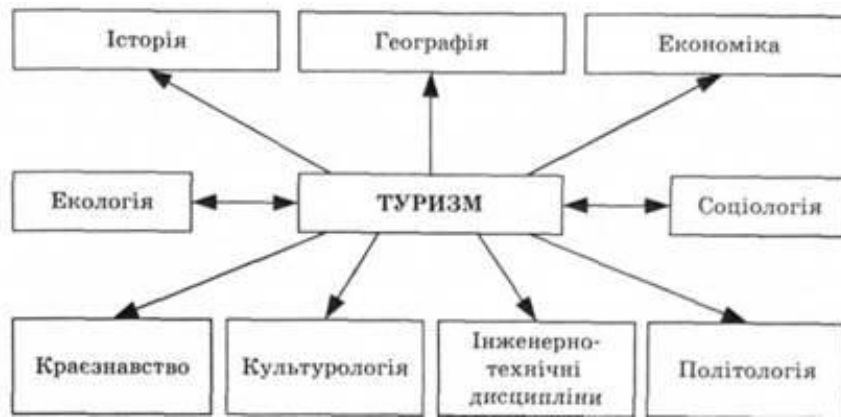 Історія
Географія
Економіка
Екологія
ТУРИЗМ
Соціологія
Краєзнавство
Культурологія
Інженерно-
технічні
дисципліни
Політологія